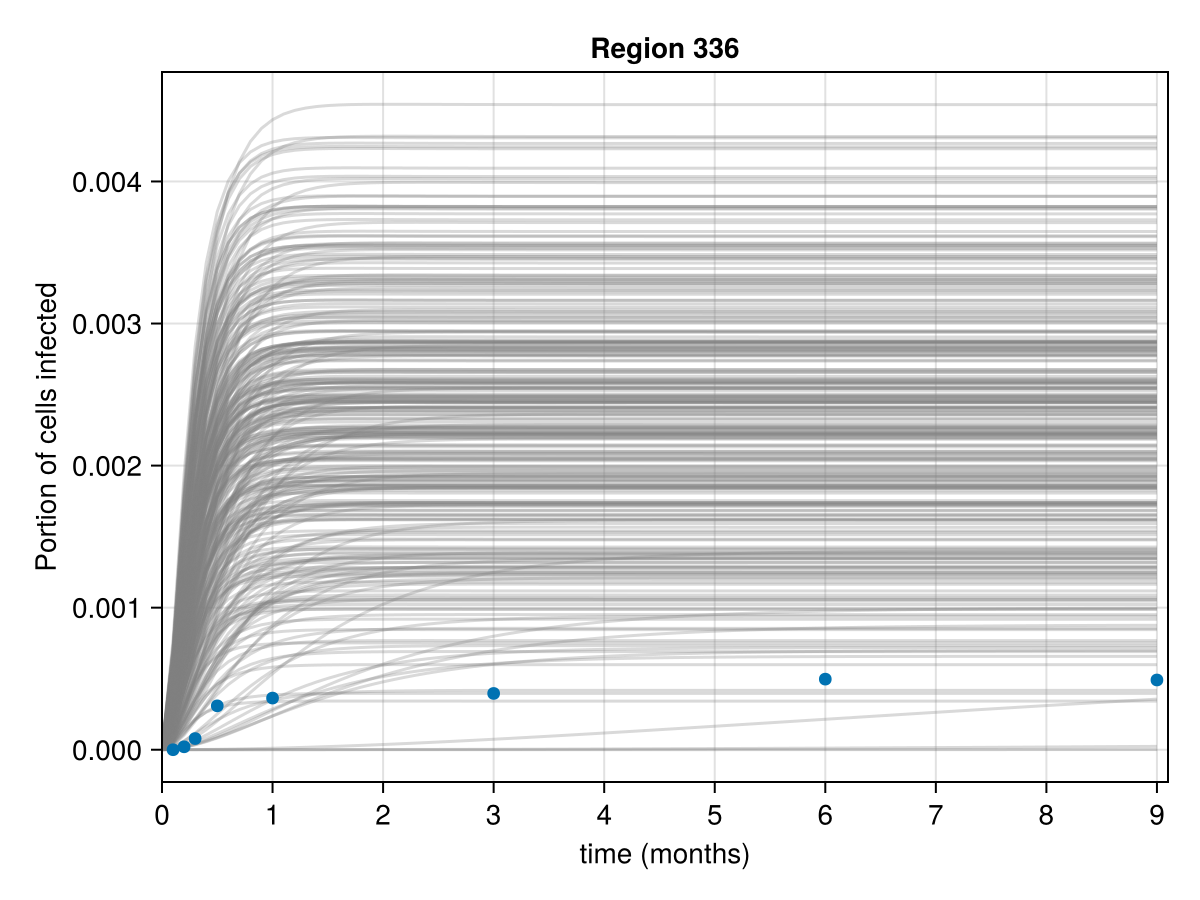 Region 336
Portion of cells infected
0.004
0.003
0.002
0.001
0.000
0 1 2 3 4 5 6 7 8 9
time (months)